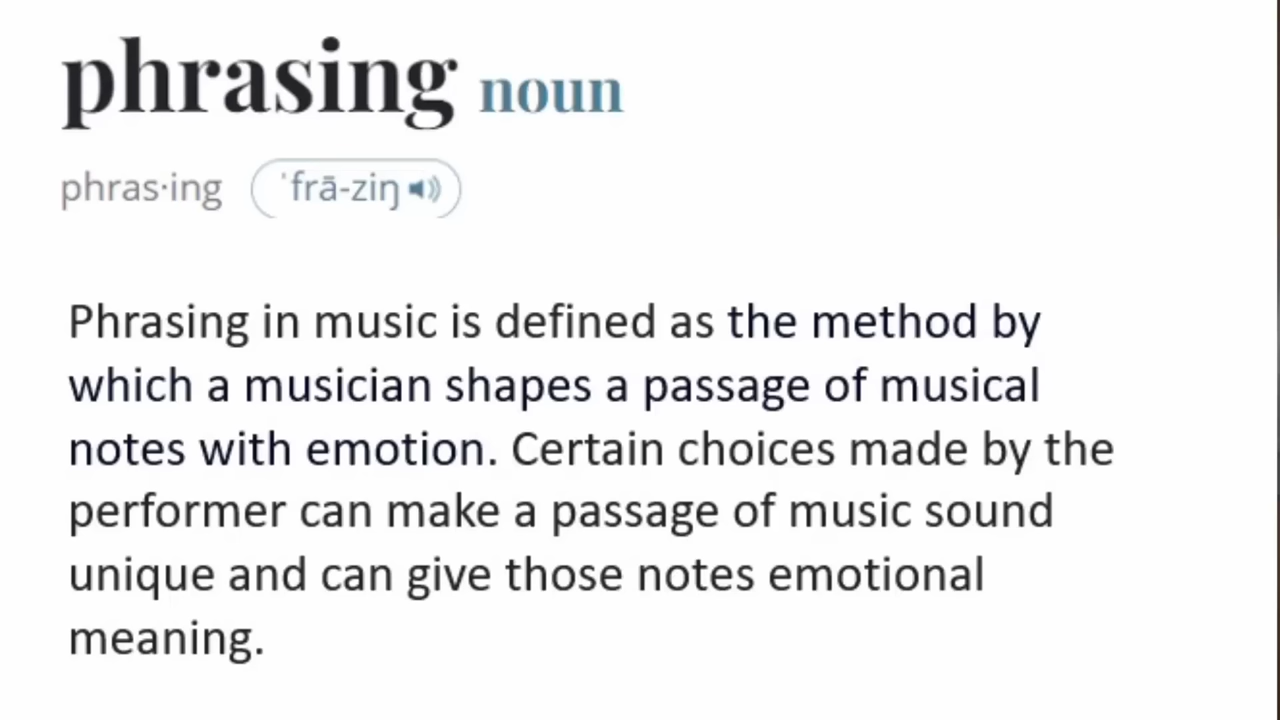 phrasing noun
phras·ing ˈfrā-ziŋ
Phrasing in music is defined as the method by
which a musician shapes a passage of musical
notes with emotion. Certain choices made by the
performer can make a passage of music sound
unique and can give those notes emotional
meaning.